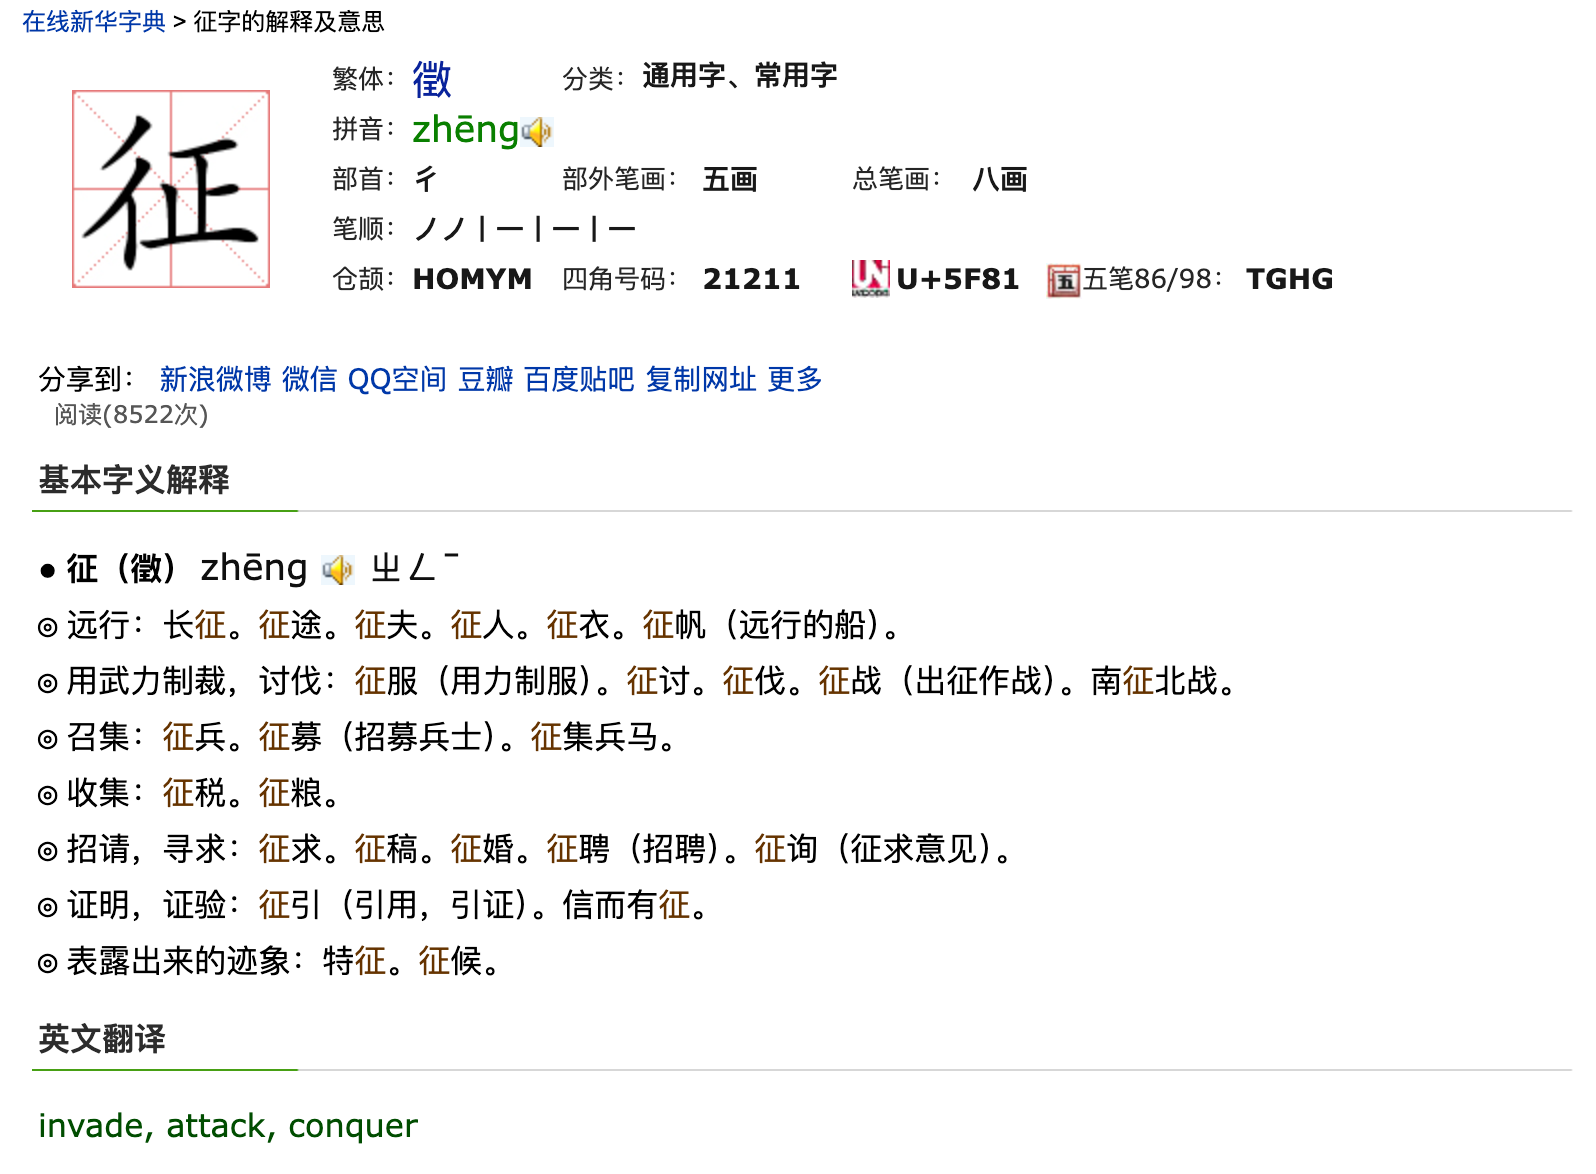 在线新华字典 > 征字的解释及意思
征
繁体： 徵 分类： 通用字、常用字
拼音： zhēng
部首： 彳 部外笔画： 五画 总笔画： 八画
笔顺： ノノ丨一丨一丨一
仓颉： HOMYM 四角号码： 21211 UNICODE U+5F81 五 五笔86/98： TGHG
分享到： 新浪微博 微信 QQ空间 豆瓣 百度贴吧 复制网址 更多
阅读(8522次)
基本字义解释
● 征（徵） zhēng ㄓㄥˉ
◎ 远行：长征。征途。征夫。征人。征衣。征帆（远行的船）。
◎ 用武力制裁，讨伐：征服（用力制服）。征讨。征伐。征战（出征作战）。南征北战。
◎ 召集：征兵。征募（招募兵士）。征集兵马。
◎ 收集：征税。征粮。
◎ 招请，寻求：征求。征稿。征婚。征聘（招聘）。征询（征求意见）。
◎ 证明，证验：征引（引用，引证）。信而有征。
◎ 表露出来的迹象：特征。征候。
英文翻译
invade, attack, conquer